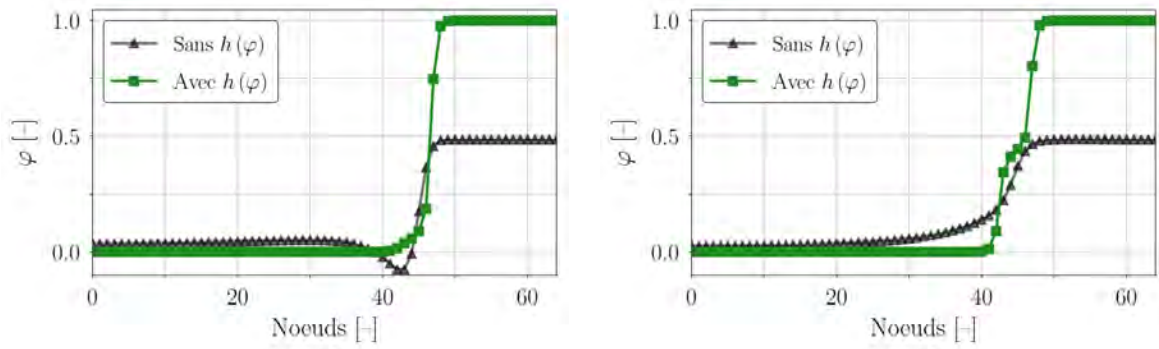 1.0
0.5
0.0
φ [–]
Sans h (φ)
Avec h (φ)
0 20 40 60
Noeuds [–]
1.0
0.5
0.0
φ [–]
Sans h (φ)
Avec h (φ)
0 20 40 60
Noeuds [–]